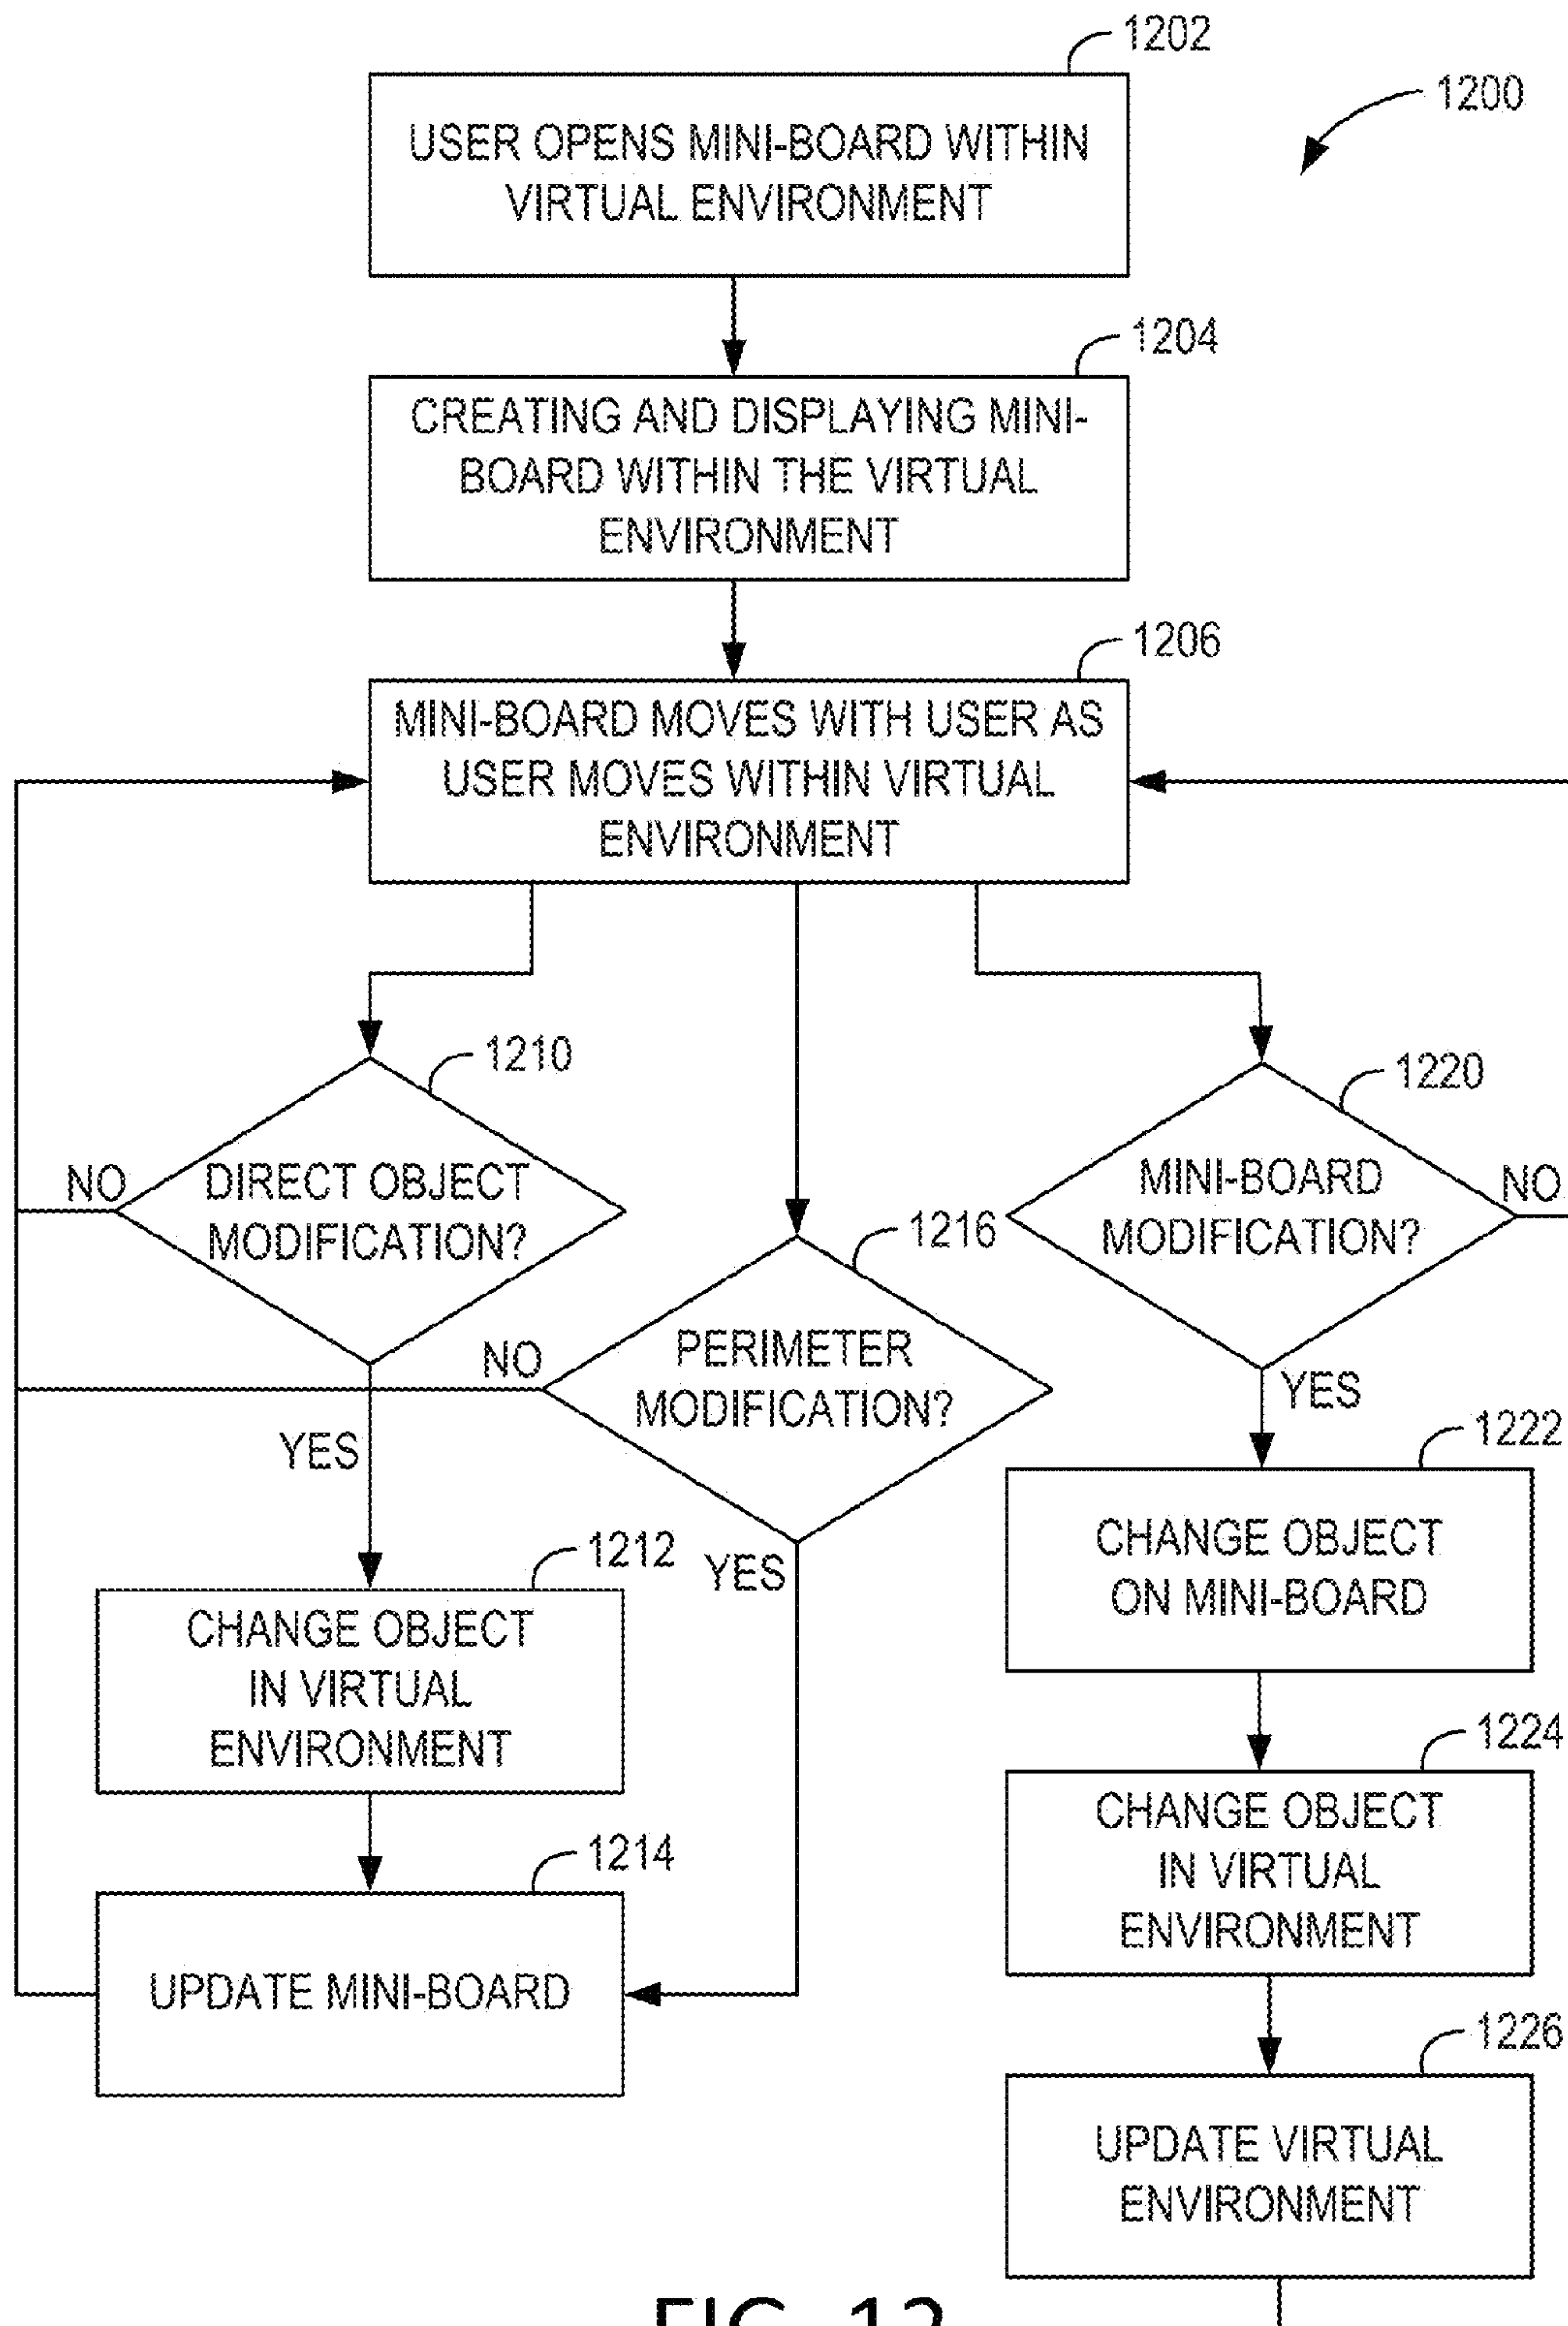 1202
1200
USER OPENS MINI-BOARD WITHIN
VIRTUAL ENVIRONMENT
1204
CREATING AND DISPLAYING MINI-
BOARD WITHIN THE VIRTUAL
ENVIRONMENT
1206
MINI-BOARD MOVES WITH USER AS
USER MOVES WITHIN VIRTUAL
ENVIRONMENT
1210
NO
DIRECT OBJECT
MODIFICATION?
YES
1216
NO
PERIMETER
MODIFICATION?
YES
1220
MINI-BOARD
MODIFICATION?
NO
YES
1212
CHANGE OBJECT
IN VIRTUAL
ENVIRONMENT
1214
UPDATE MINI-BOARD
1222
CHANGE OBJECT
ON MINI-BOARD
1224
CHANGE OBJECT
IN VIRTUAL
ENVIRONMENT
1226
UPDATE VIRTUAL
ENVIRONMENT
FIG. 12